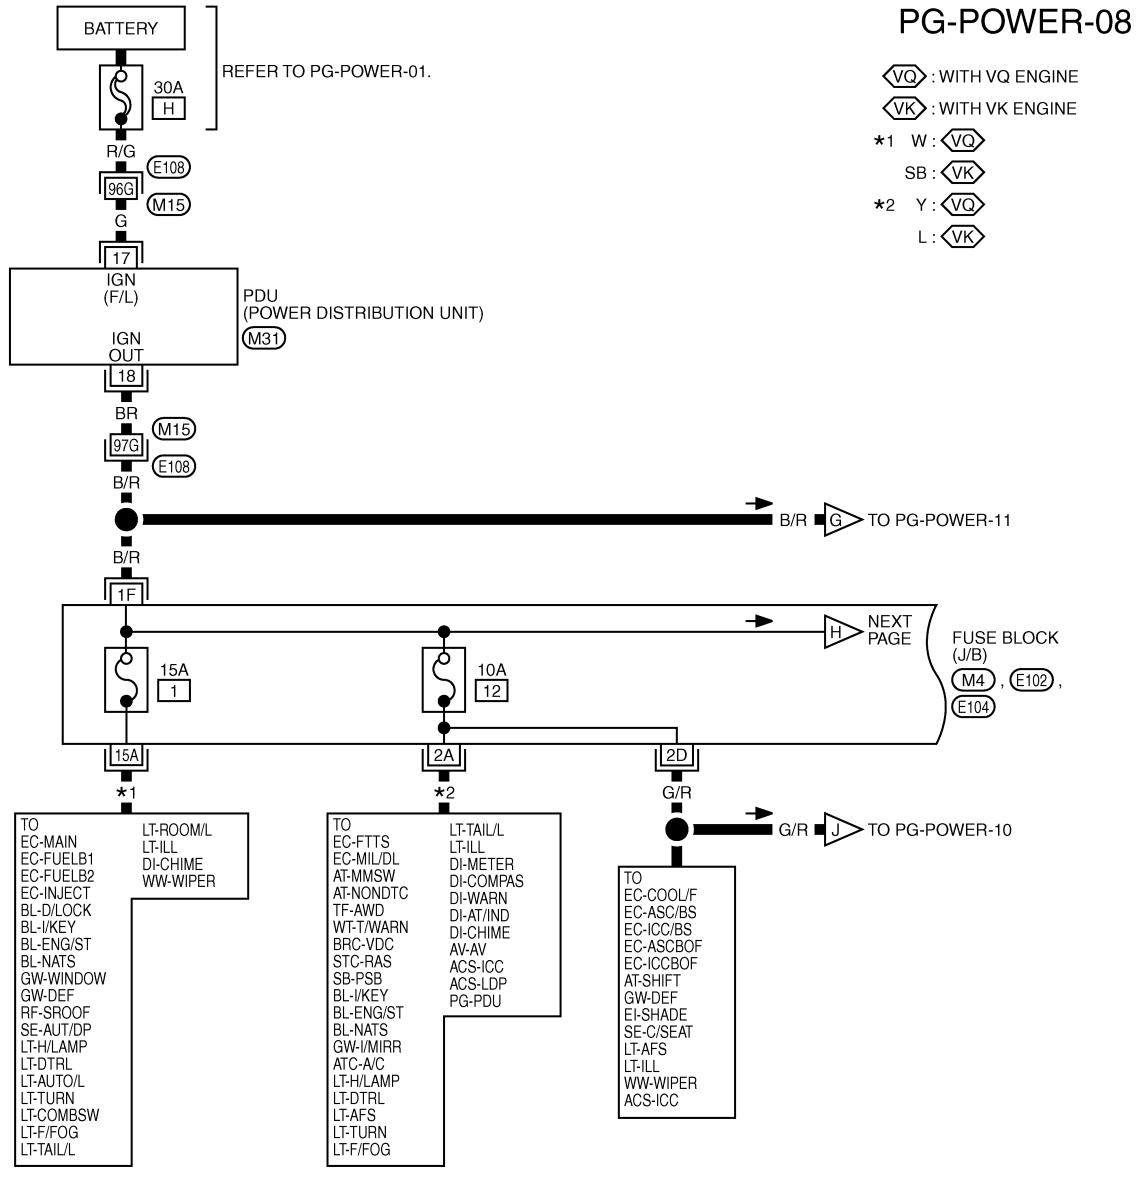 PG-POWER-08
BATTERY
REFER TO PG-POWER-01.
30A
H
VQ : WITH VQ ENGINE
VK : WITH VK ENGINE
★1 W : VQ
SB : VK
★2 Y : VQ
L : VK
R/G
E108
96G
M15
G
17
IGN
(F/L)
PDU
(POWER DISTRIBUTION UNIT)
M31
IGN
OUT
18
BR
M15
97G
E108
B/R
B/R G TO PG-POWER-11
B/R
1F
H NEXT
PAGE
FUSE BLOCK
(J/B)
M4 , E102 ,
E104
15A
1
10A
12
15A
2A
2D
★1
★2
G/R
G/R J TO PG-POWER-10
TO
EC-MAIN
EC-FUELB1
EC-FUELB2
EC-INJECT
BL-D/LOCK
BL-I/KEY
BL-ENG/ST
BL-NATS
GW-WINDOW
GW-DEF
RF-SROOF
SE-AUT/DP
LT-H/LAMP
LT-DTRL
LT-AUTO/L
LT-TURN
LT-COMBSW
LT-F/FOG
LT-TAIL/L
LT-ROOM/L
LT-ILL
DI-CHIME
WW-WIPER
TO
EC-FTTS
EC-MIL/DL
AT-MMSW
AT-NONDTC
TF-AWD
WT-T/WARN
BRC-VDC
STC-RAS
SB-PSB
BL-I/KEY
BL-ENG/ST
BL-NATS
GW-I/MIRR
ATC-A/C
LT-H/LAMP
LT-DTRL
LT-AFS
LT-TURN
LT-F/FOG
LT-TAIL/L
LT-ILL
DI-METER
DI-COMPAS
DI-WARN
DI-AT/IND
DI-CHIME
AV-AV
ACS-ICC
ACS-LDP
PG-PDU
TO
EC-COOL/F
EC-ASC/BS
EC-ICC/BS
EC-ASCBOF
EC-ICCBOF
AT-SHIFT
GW-DEF
EI-SHADE
SE-C/SEAT
LT-AFS
LT-ILL
WW-WIPER
ACS-ICC